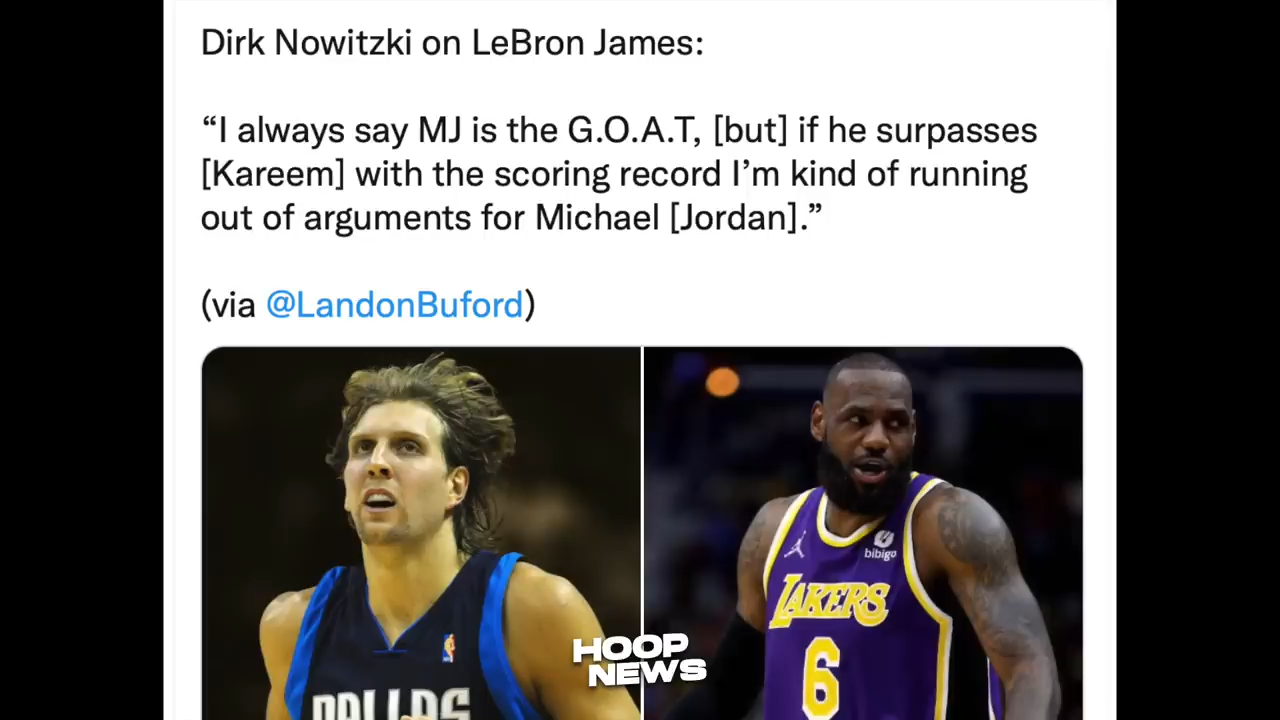 Dirk Nowitzki on LeBron James:
“I always say MJ is the G.O.A.T, [but] if he surpasses
[Kareem] with the scoring record I’m kind of running
out of arguments for Michael [Jordan].”
(via @LandonBuford)
bibigo
LAKERS
6
DALLAS
HOOP
NEWS